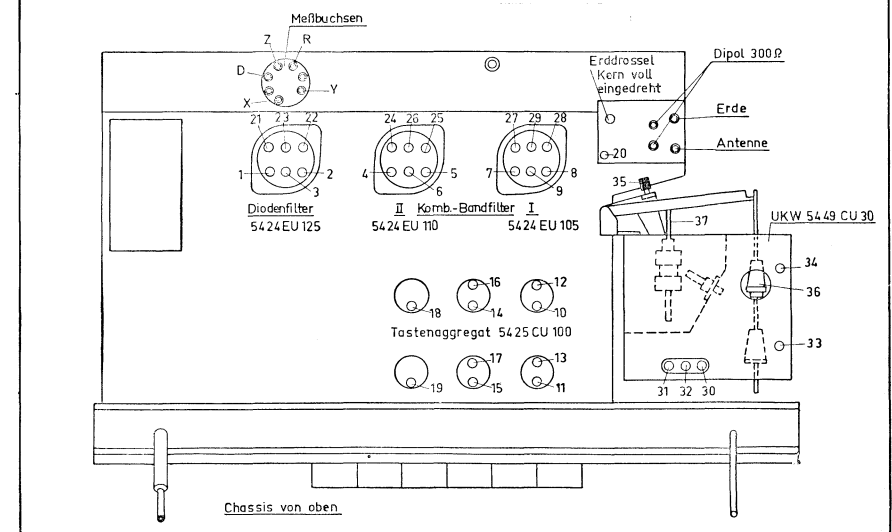 Meßbuchsen
Z R
D
Y
X
Erddrossel
Kern voll
eingedreht
Dipol 300Ω
Erde
Antenne
20
21 23 22
24 26 25
27 29 28
1 2
3
4 5
6
7 8
9
35
Diodenfilter
5424 EU 125
II Komb.-Bandfilter I
5424 EU 110 5424 EU 105
37
UKW 5449 CU 30
34
36
33
16 12
18 14 10
Tastenaggregat 5425 CU 100
17 13
19 15 11
31 32 30
Chassis von oben